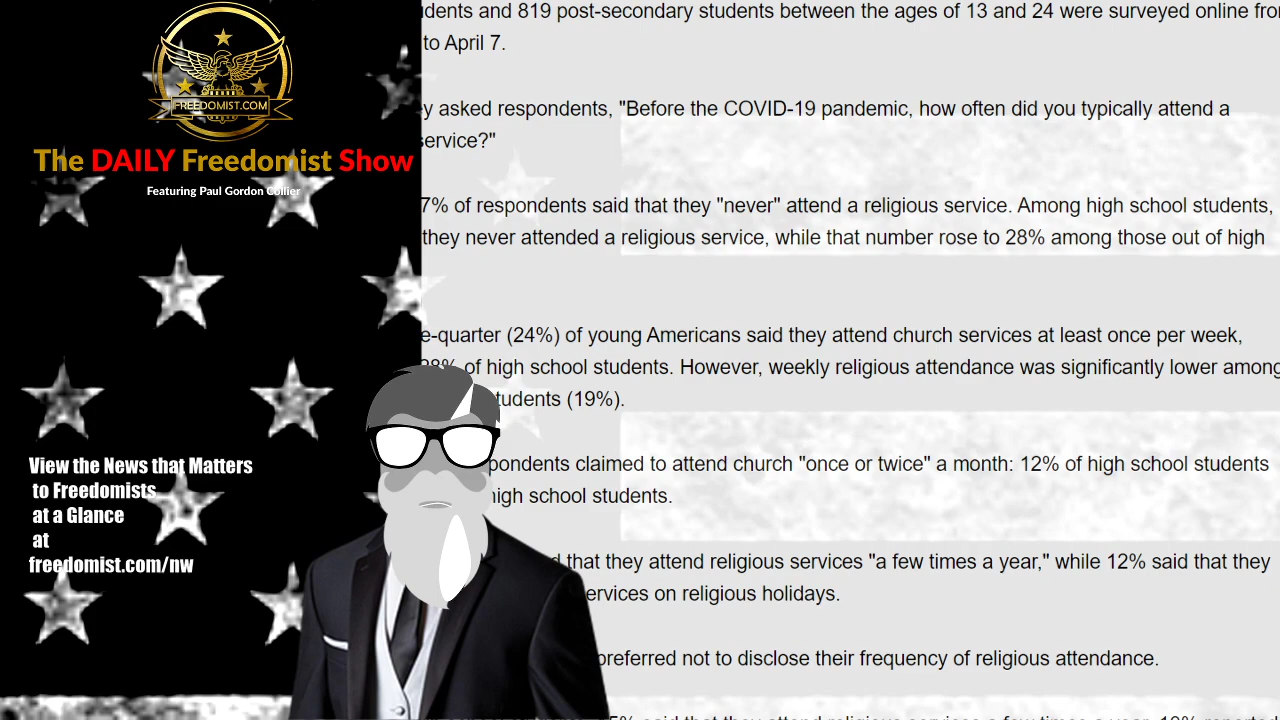 FREEDOMIST.COM
The DAILY Freedomist Show
Featuring Paul Gordon Collier
View the News that Matters
to Freedomists
at a Glance
at
freedomist.com/nw
and 819 post-secondary students between the ages of 13 and 24 were surveyed online
to April 7.
asked respondents, "Before the COVID-19 pandemic, how often did you typically attend a
service?"
7% of respondents said that they "never" attend a religious service. Among high school students,
they never attended a religious service, while that number rose to 28% among those out of high
(24%) of young Americans said they attend church services at least once per week,
of high school students. However, weekly religious attendance was significantly lower among
(19%).
claimed to attend church "once or twice" a month: 12% of high school students
high school students.
that they attend religious services "a few times a year," while 12% said that they
services on religious holidays.
preferred not to disclose their frequency of religious attendance.